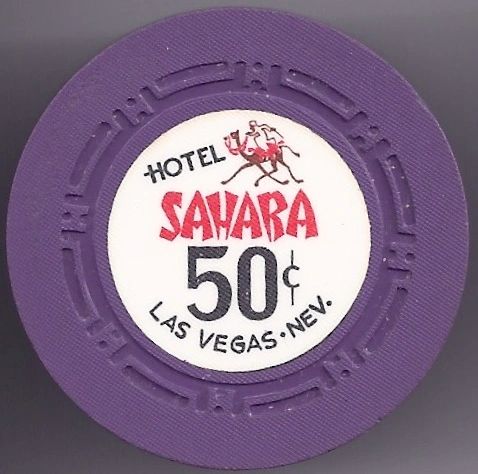 HOTEL
SAHARA
50¢
LAS VEGAS·NEV.